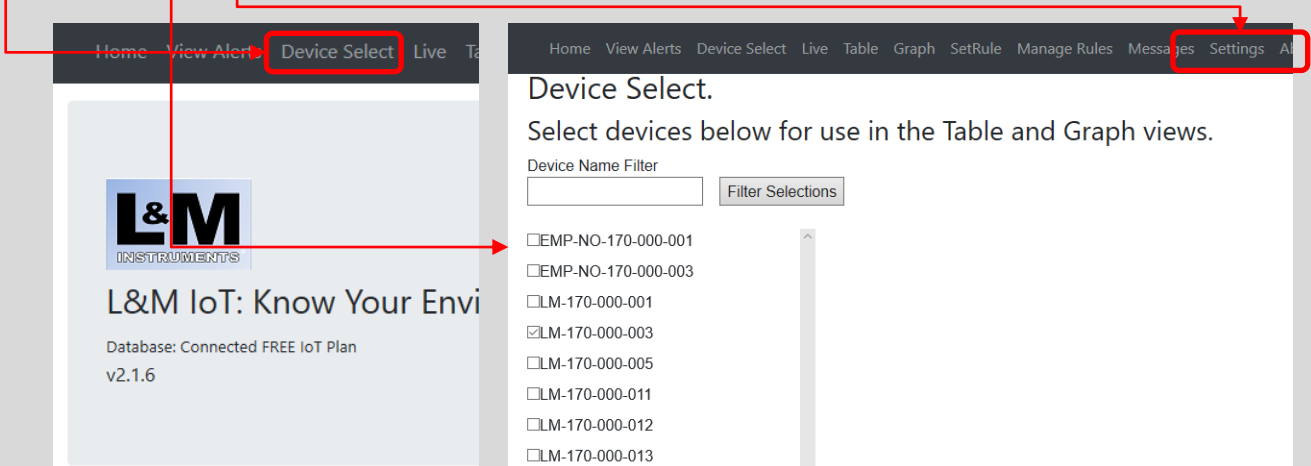 Home View Alerts Device Select Live
L&M
INSTRUMENTS
L&M IoT: Know Your
Database: Connected FREE IoT Plan
v2.1.6
Home View Alerts Device Select Live Table Graph SetRule Manage Rules Messages Settings
Device Select.
Select devices below for use in the Table and Graph views.
Device Name Filter
Filter Selections
EMP-NO-170-000-001
EMP-NO-170-000-003
LM-170-000-001
LM-170-000-003
LM-170-000-005
LM-170-000-011
LM-170-000-012
LM-170-000-013